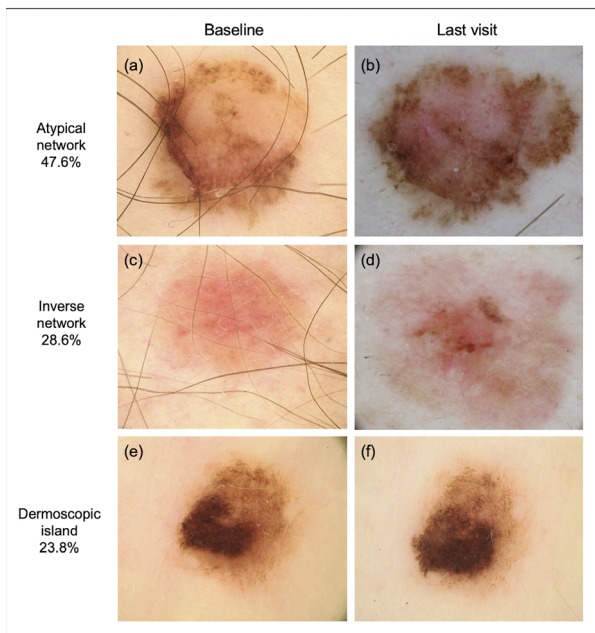 Baseline
Last visit
(a)
(b)
Atypical
network
47.6%
(c)
(d)
Inverse
network
28.6%
(e)
(f)
Dermoscopic
island
23.8%